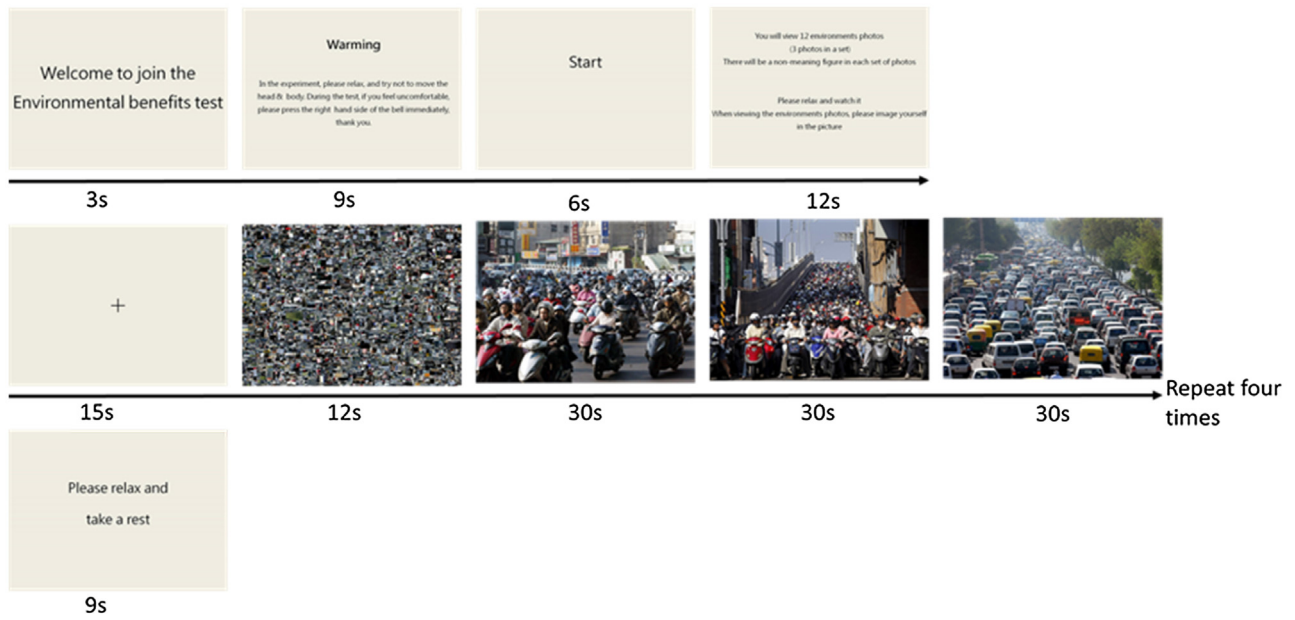 Welcome to join the
Environmental benefits test
Warming
In the experiment, please relax, and try not to move the
head & body. During the test, if you feel uncomfortable,
please press the right hand side of the bell immediately,
thank you.
Start
You will view 12 environments photos
(3 photos in a set)
There will be a non-meaning figure in each set of photos
Please relax and watch it
When viewing the environments photos, please image yourself
in the picture
3s
9s
6s
12s
+
15s
12s
30s
30s
30s
Repeat four
times
Please relax and
take a rest
9s